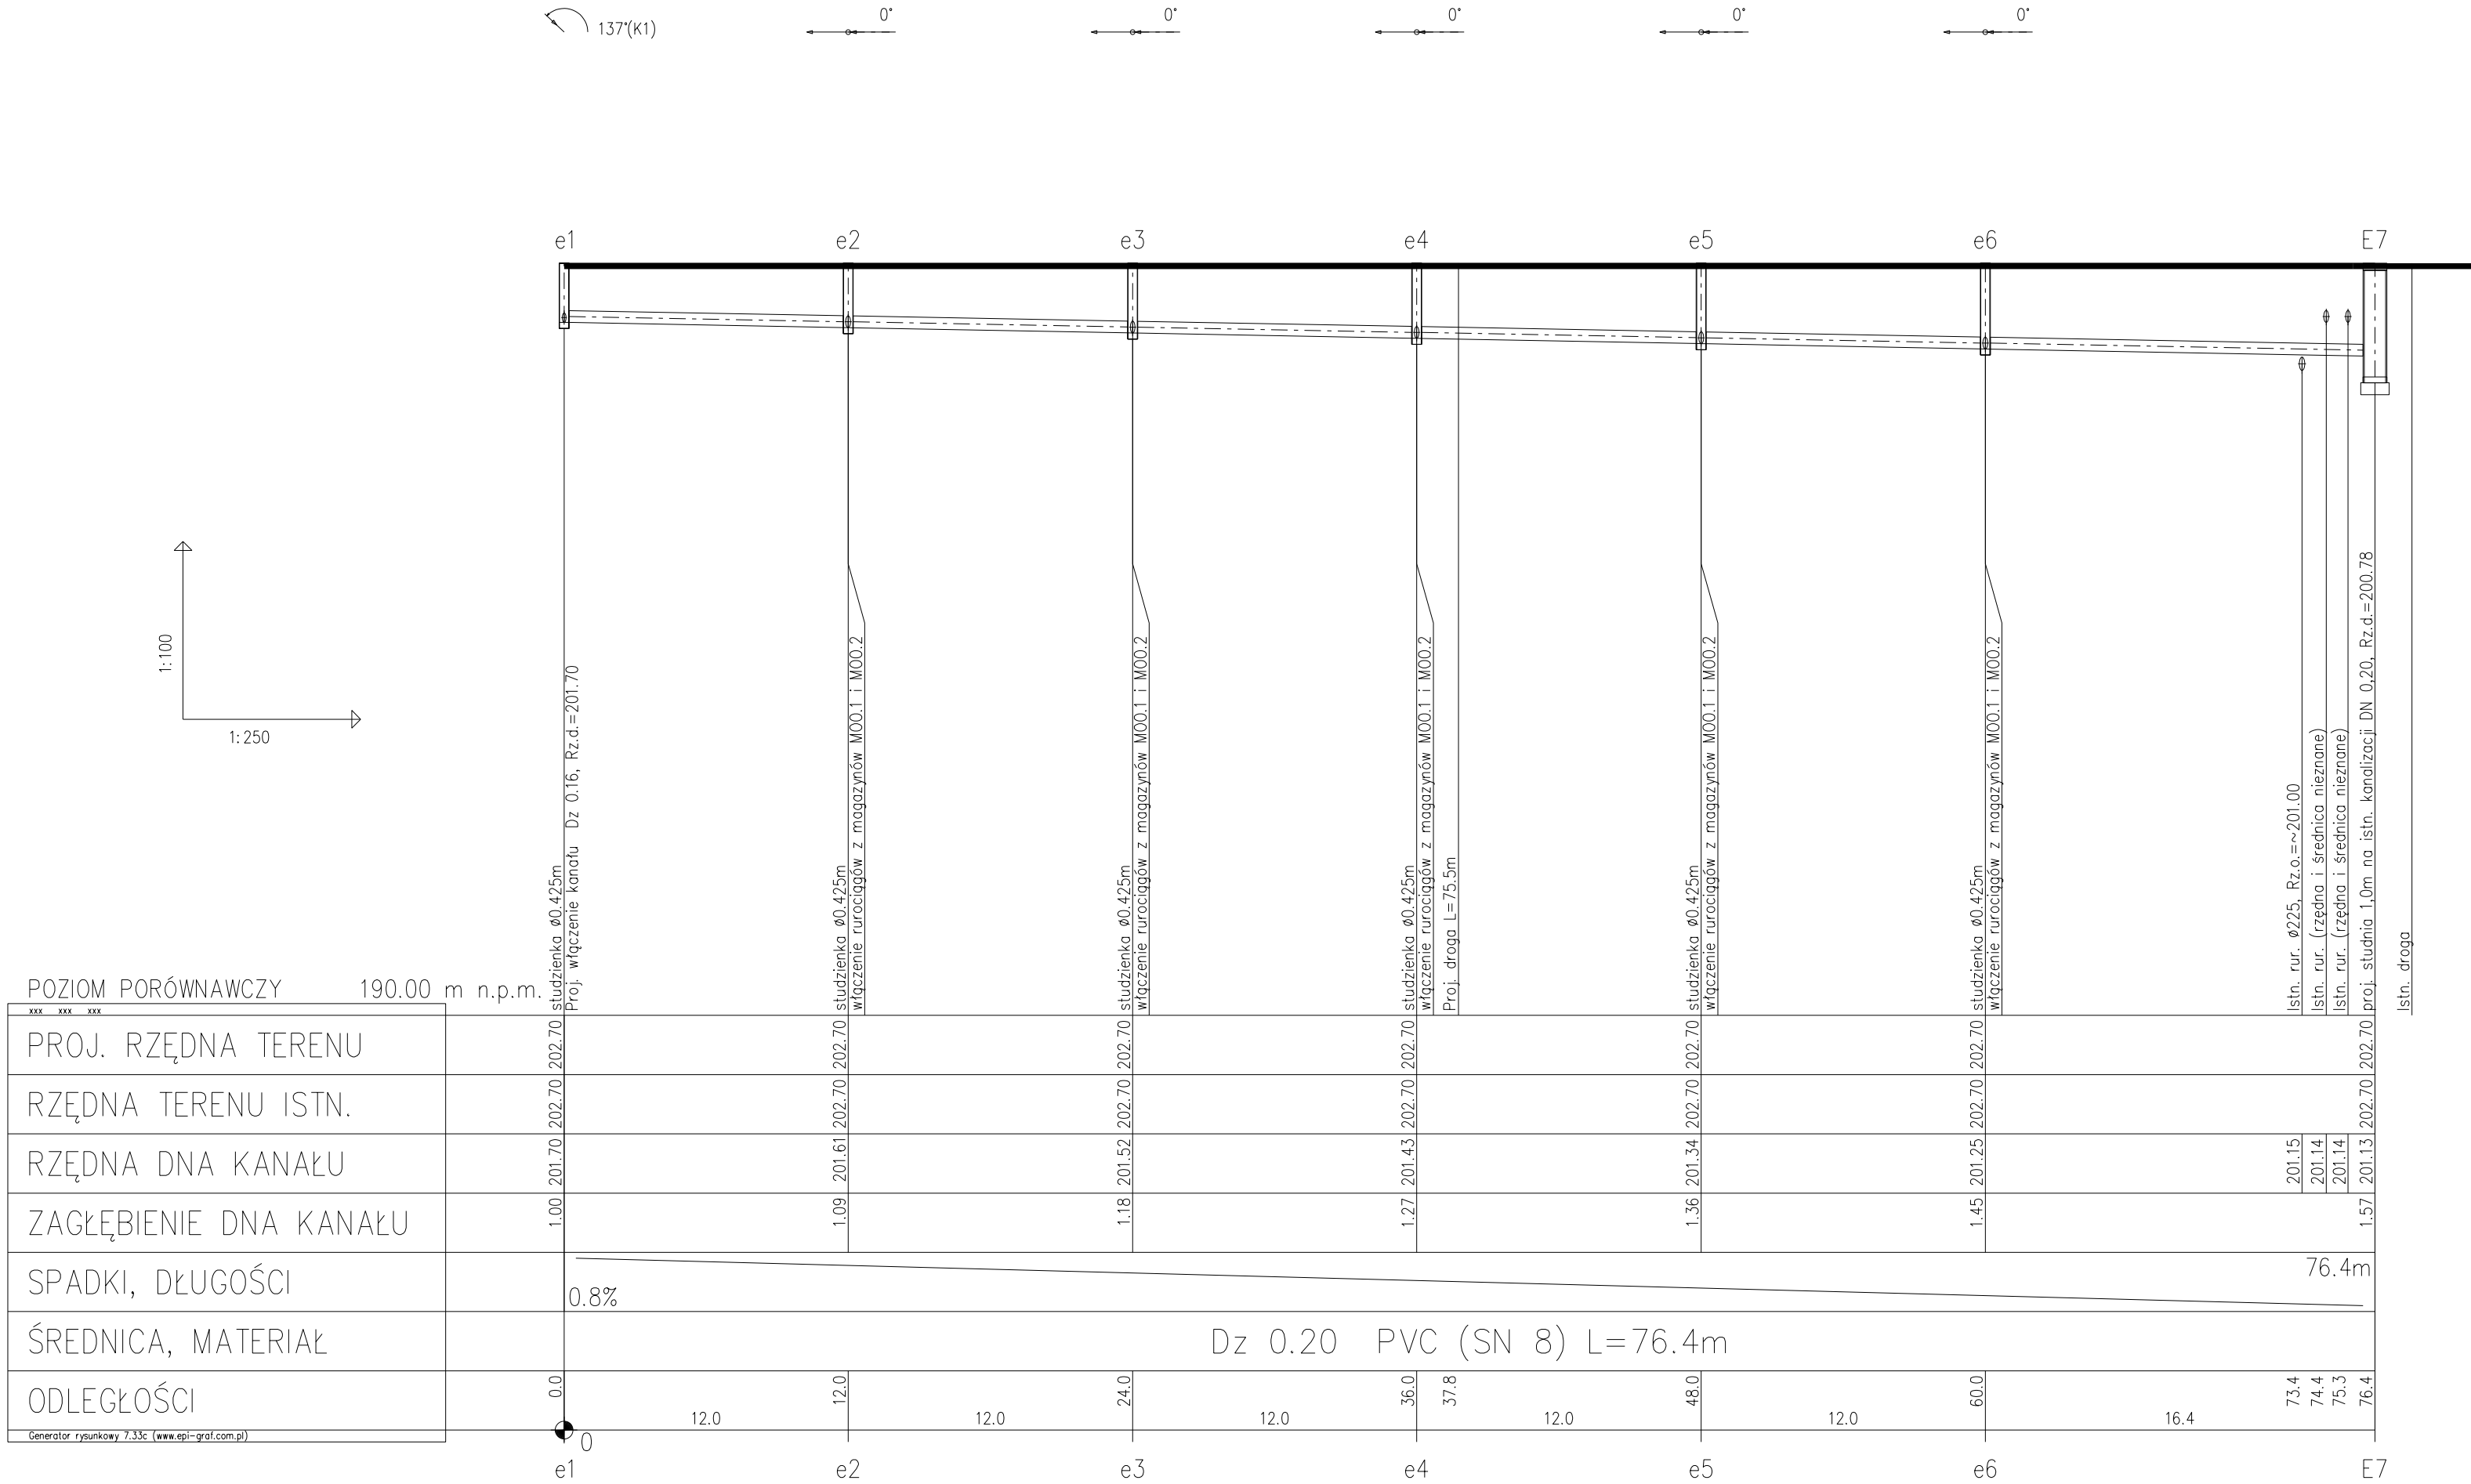 137°(K1)
0°
0°
0°
0°
0°
e1
e2
e3
e4
e5
e6
E7
1:100
1:250
studzienka ø0.425m
Proj. włączenie kanału Dz 0.16, Rz.d.=201.70
studzienka ø0.425m
włączenie rurociągów z magazynów M00.1 i M00.2
studzienka ø0.425m
włączenie rurociągów z magazynów M00.1 i M00.2
studzienka ø0.425m
włączenie rurociągów z magazynów M00.1 i M00.2
Proj. droga L=75.5m
studzienka ø0.425m
włączenie rurociągów z magazynów M00.1 i M00.2
studzienka ø0.425m
włączenie rurociągów z magazynów M00.1 i M00.2
Istn. rur. ø225, Rz.o.=~201.00
Istn. rur. (rzędna i średnica nieznane)
Istn. rur. (rzędna i średnica nieznane)
proj. studnia 1,0m na istn. kanalizacji DN 0,20, Rz.d.=200.78
Istn. droga
POZIOM PORÓWNAWCZY 190.00 m n.p.m.
xxx xxx xxx
PROJ. RZĘDNA TERENU 202.70 202.70 202.70 202.70 202.70 202.70 202.70
RZĘDNA TERENU ISTN. 202.70 202.70 202.70 202.70 202.70 202.70 202.70
RZĘDNA DNA KANAŁU 201.70 201.61 201.52 201.43 201.34 201.25 201.15 201.14 201.14 201.13
ZAGŁĘBIENIE DNA KANAŁU 1.00 1.09 1.18 1.27 1.36 1.45 1.57
SPADKI, DŁUGOŚCI 0.8% 76.4m
ŚREDNICA, MATERIAŁ Dz 0.20 PVC (SN 8) L=76.4m
ODLEGŁOŚCI 0.0 12.0 24.0 36.0 37.8 48.0 60.0 73.4 74.4 75.3 76.4
12.0 12.0 12.0 12.0 12.0 16.4
Generator rysunkowy 7.33c (www.epi-graf.com.pl)
0
e1
e2
e3
e4
e5
e6
E7